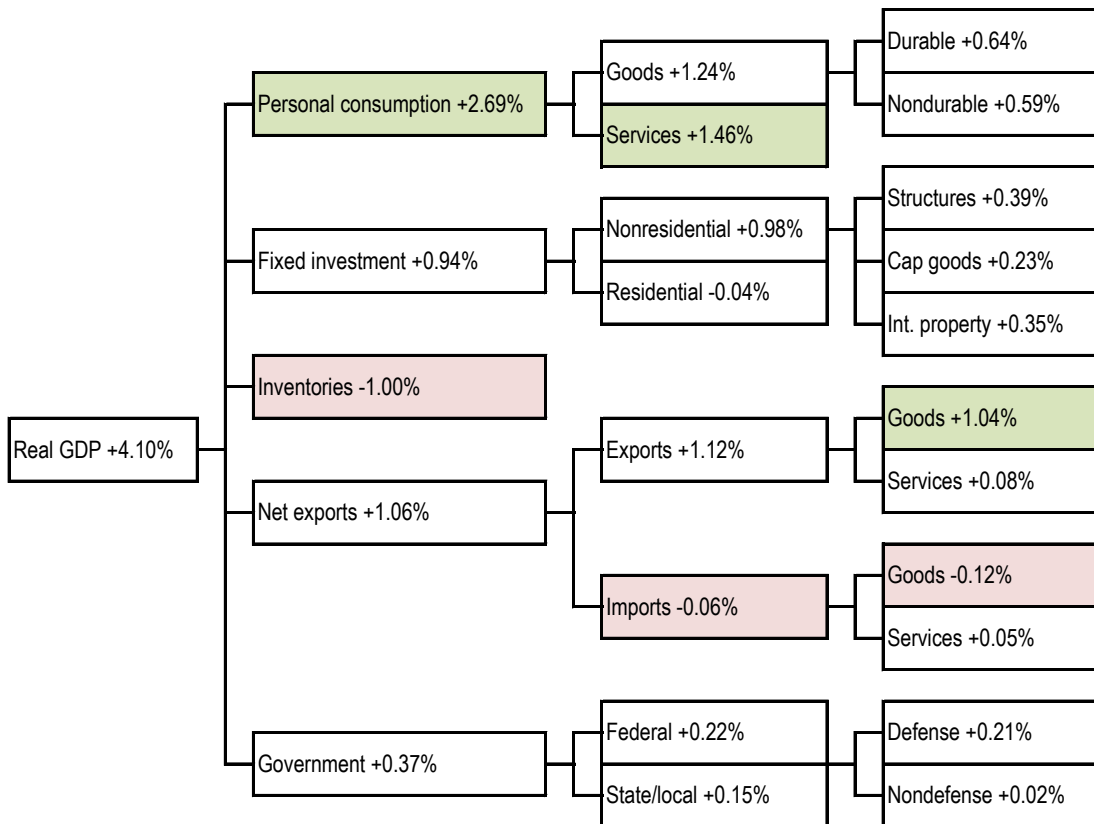 Real GDP +4.10%
Personal consumption +2.69%
Goods +1.24%
Durable +0.64%
Nondurable +0.59%
Services +1.46%
Fixed investment +0.94%
Nonresidential +0.98%
Structures +0.39%
Cap goods +0.23%
Int. property +0.35%
Residential -0.04%
Inventories -1.00%
Net exports +1.06%
Exports +1.12%
Goods +1.04%
Services +0.08%
Imports -0.06%
Goods -0.12%
Services +0.05%
Government +0.37%
Federal +0.22%
Defense +0.21%
Nondefense +0.02%
State/local +0.15%